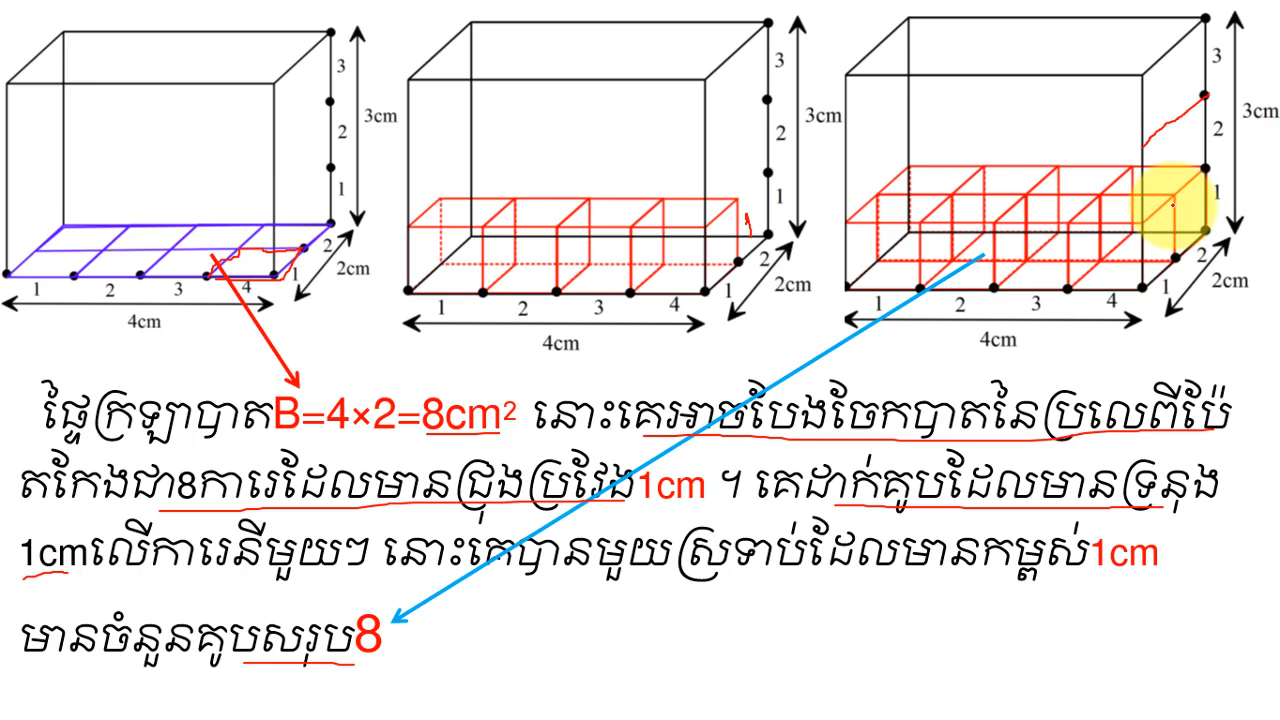 3
2
1
3cm
2
1
2cm
1 2 3 4
4cm
3
2
1
3cm
2
1
2cm
1 2 3 4
4cm
3
2
1
3cm
2
1
2cm
1 2 3 4
4cm
ផ្ទៃក្រឡាបាតB=4×2=8cm² នោះគេអាចបែងចែកបាតនៃប្រលេពីប៉ែ
តកែងជា8ការេដែលមានជ្រុងប្រវែង1cm ។ គេដាក់គូបដែលមានទ្រនុង
1cmលើការេនីមួយៗ នោះគេបានមួយស្រទាប់ដែលមានកម្ពស់1cm
មានចំនួនគូបសរុប8